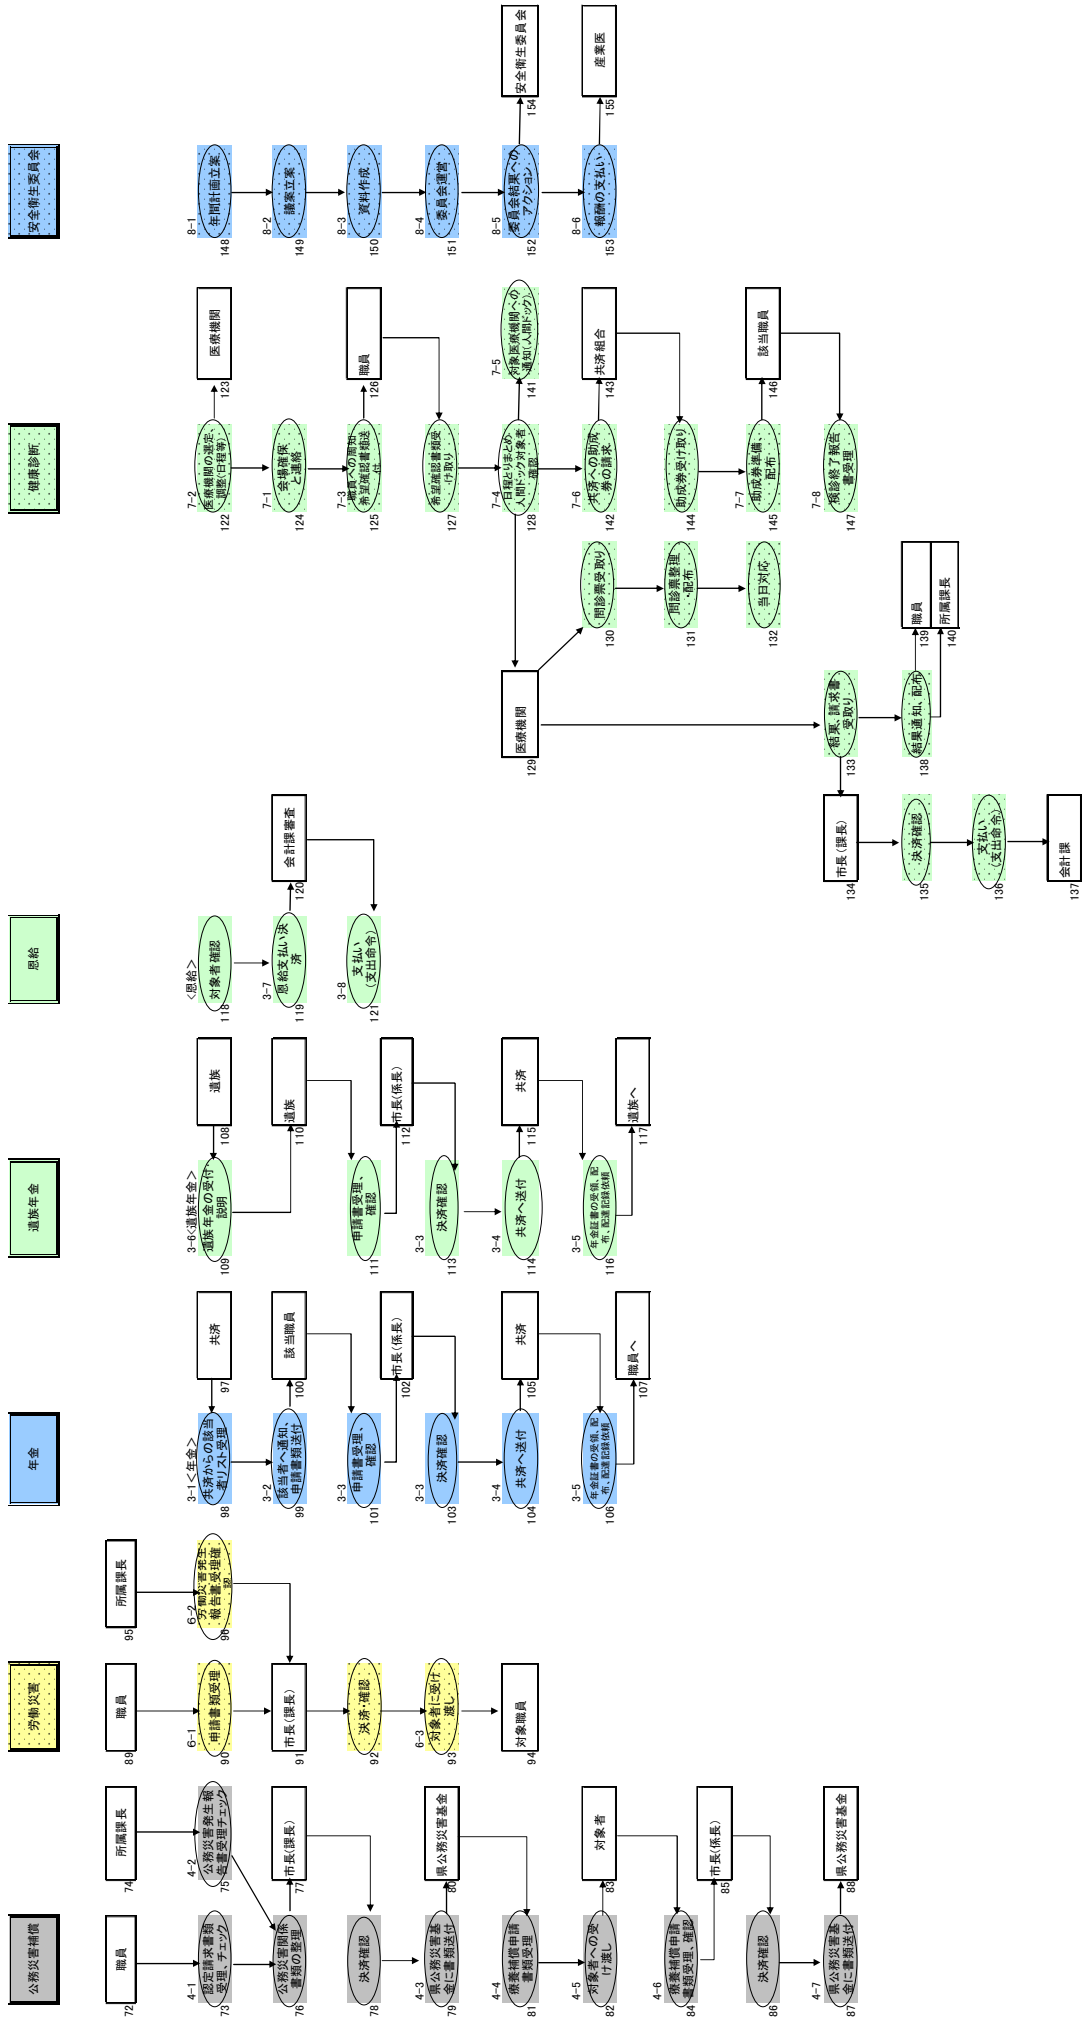 公務災害補償
72
職員
74
所属課長
4-1
認定請求書類
受理、チェック
73
4-2
公務災害発生報
告書受理チェック
75
公務災害関係
書類の整理
76
市長(課長)
77
決済確認
78
4-3
県公務災害基
金に書類送付
79
県公務災害基金
80
4-4
療養補償申請
書類受理
81
4-5
対象者への受
け渡し
82
対象者
83
4-6
療養補償申請
書類受理、確認
84
市長(係長)
85
決済確認
86
4-7
県公務災害基
金に書類送付
87
県公務災害基金
88
労働災害
89
職員
95
所属課長
6-1
申請書類受理
90
6-2
労働災害発生
報告書受理確
認
96
市長(課長)
91
決済・確認
92
6-3
対象者に受け
渡し
93
対象職員
94
年金
3-1<年金>
共済からの該当
者リスト受理
98
共済
97
3-2
該当者へ通知、
申請書類送付
99
該当職員
100
3-3
申請書受理、
確認
101
市長(係長)
102
3-3
決済確認
103
3-4
共済へ送付
104
共済
105
3-5
年金証書の受領、配
布、配達記録依頼
106
職員へ
107
遺族年金
3-6<遺族年金>
遺族年金の受付・
説明
109
遺族
108
遺族
110
申請書受理、
確認
111
市長(係長)
112
3-3
決済確認
113
3-4
共済へ送付
114
共済
115
3-5
年金証書の受領、配
布、配達記録依頼
116
遺族へ
117
恩給
<恩給>
対象者確認
118
3-7
恩給支払い決
済
119
会計課審査
120
3-8
支払い
(支出命令)
121
健康診断
7-2
医療機関の選定、
調整(日程等)
122
医療機関
123
7-1
会場確保
と連絡
124
7-3
職員への周知
希望確認書類送
付
125
職員
126
希望確認書類受
け取り
127
7-4
日程とりまとめ
人間ドック対象者
確認
128
7-5
対象医療機関への
通知(人間ドック)
141
医療機関
129
問診票受取り
130
問診票整理
・配布
131
当日対応
132
結果、請求書
受取り
133
市長(課長)
134
決済確認
135
支払い
(支出命令)
136
会計課
137
結果通知、配布
138
職員
139
所属課長
140
7-6
共済への助成
券の請求
142
共済組合
143
助成券受け取り
144
7-7
助成券準備、
配布
145
該当職員
146
7-8
検診終了報告
書受理
147
安全衛生委員会
8-1
年間計画立案
148
8-2
議案立案
149
8-3
資料作成
150
8-4
委員会運営
151
8-5
委員会結果への
アクション
152
安全衛生委員会
154
8-6
報酬の支払い
153
産業医
155